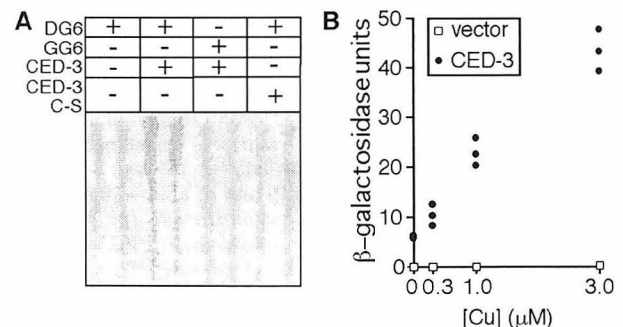 A
DG6 + + - +
GG6 - - + -
CED-3 - + + -
CED-3 C-S - - - +
B
β-galactosidase units
50
40
30
20
10
0
vector
CED-3
0 0.3 1.0 3.0
[Cu] (μM)